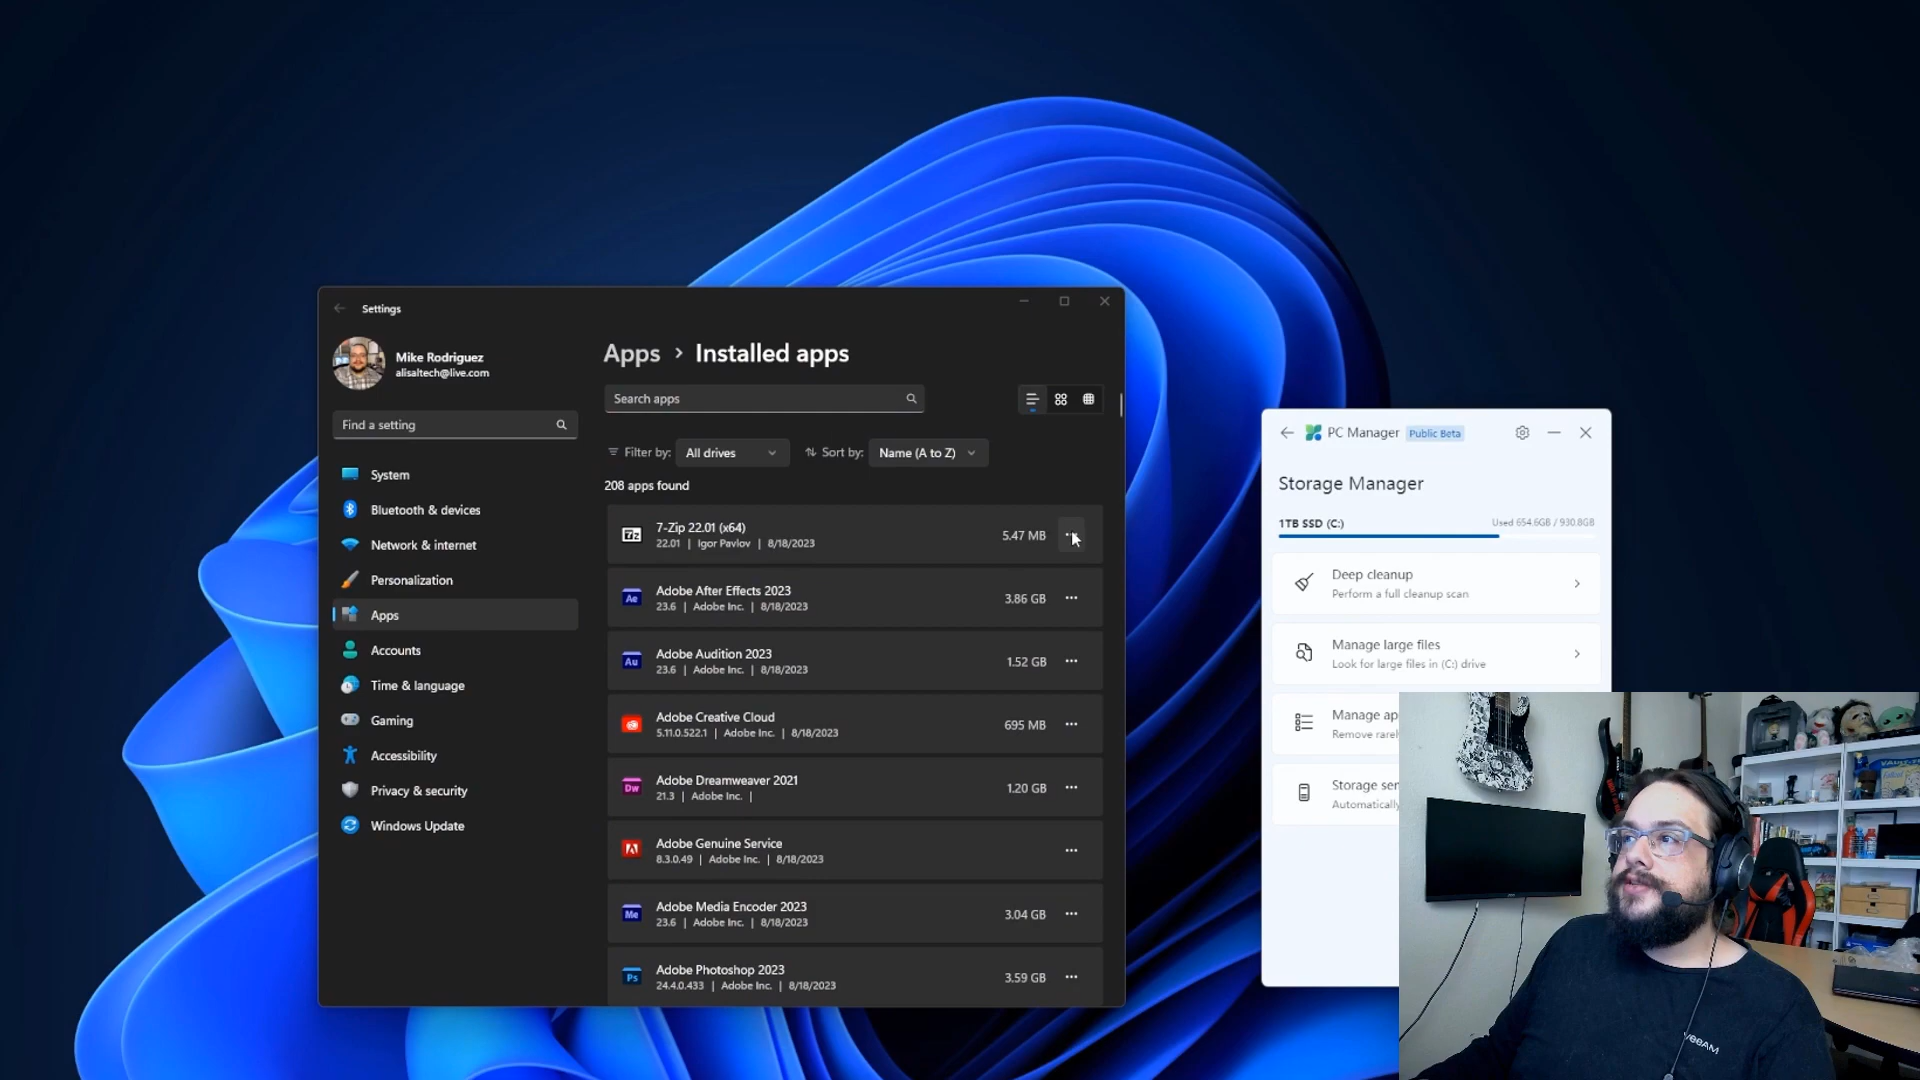 Settings
Mike Rodriguez
alisaltech@live.com
Find a setting
System
Bluetooth & devices
Network & internet
Personalization
Apps
Accounts
Time & language
Gaming
Accessibility
Privacy & security
Windows Update
Apps > Installed apps
Search apps
Filter by: All drives Sort by: Name (A to Z)
208 apps found
7-Zip 22.01 (x64)
22.01 | Igor Pavlov | 8/18/2023
5.47 MB
Adobe After Effects 2023
23.6 | Adobe Inc. | 8/18/2023
3.86 GB
Adobe Audition 2023
23.6 | Adobe Inc. | 8/18/2023
1.52 GB
Adobe Creative Cloud
5.11.0.522.1 | Adobe Inc. | 8/18/2023
695 MB
Adobe Dreamweaver 2021
21.3 | Adobe Inc. |
1.20 GB
Adobe Genuine Service
8.3.0.49 | Adobe Inc. | 8/18/2023
Adobe Media Encoder 2023
23.6 | Adobe Inc. | 8/18/2023
3.04 GB
Adobe Photoshop 2023
24.4.0.433 | Adobe Inc. | 8/18/2023
3.59 GB
PC Manager Public Beta
Storage Manager
1TB SSD (C:) Used 654.6GB / 930.8GB
Deep cleanup
Perform a full cleanup scan
Manage large files
Look for large files in (C:) drive
Manage ap
Remove rarel
Storage sen
Automatically
veeAM